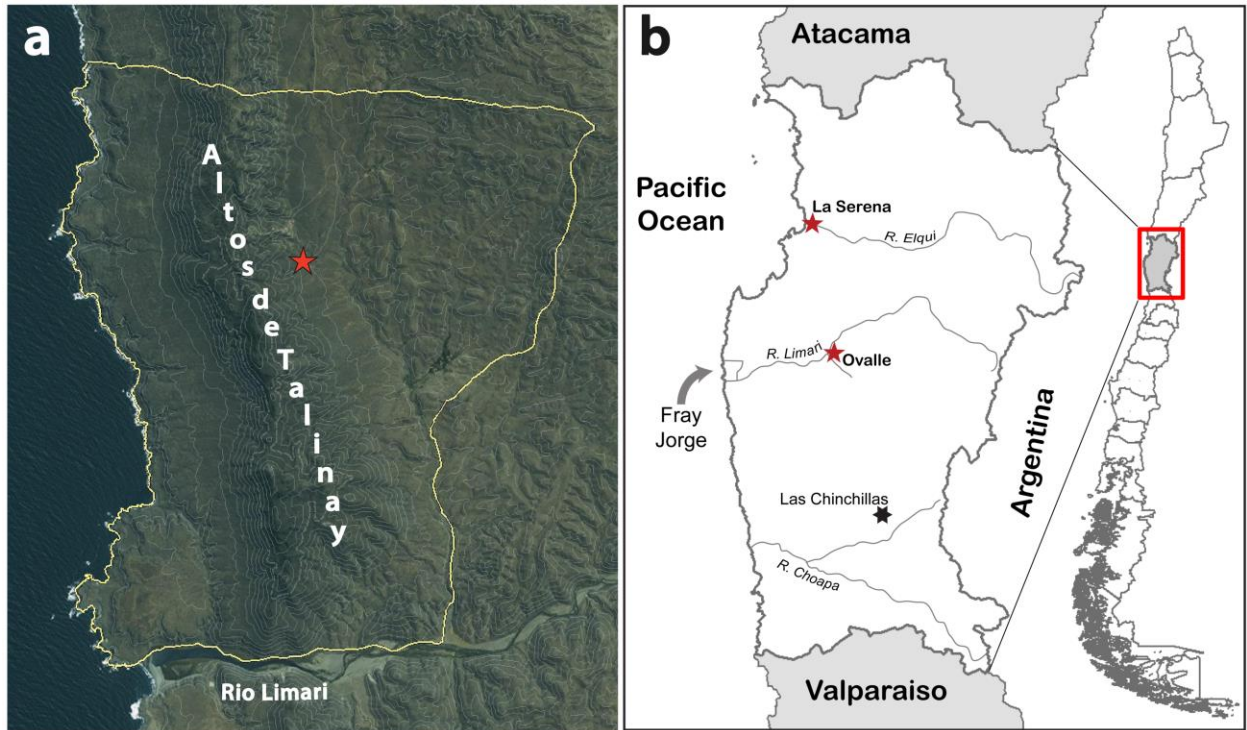 a
Altos de Talinay
Rio Limari
b
Atacama
Pacific
Ocean
La Serena
R. Elqui
R. Limari
Ovalle
Fray
Jorge
Argentina
Las Chinchillas
R. Choapa
Valparaiso